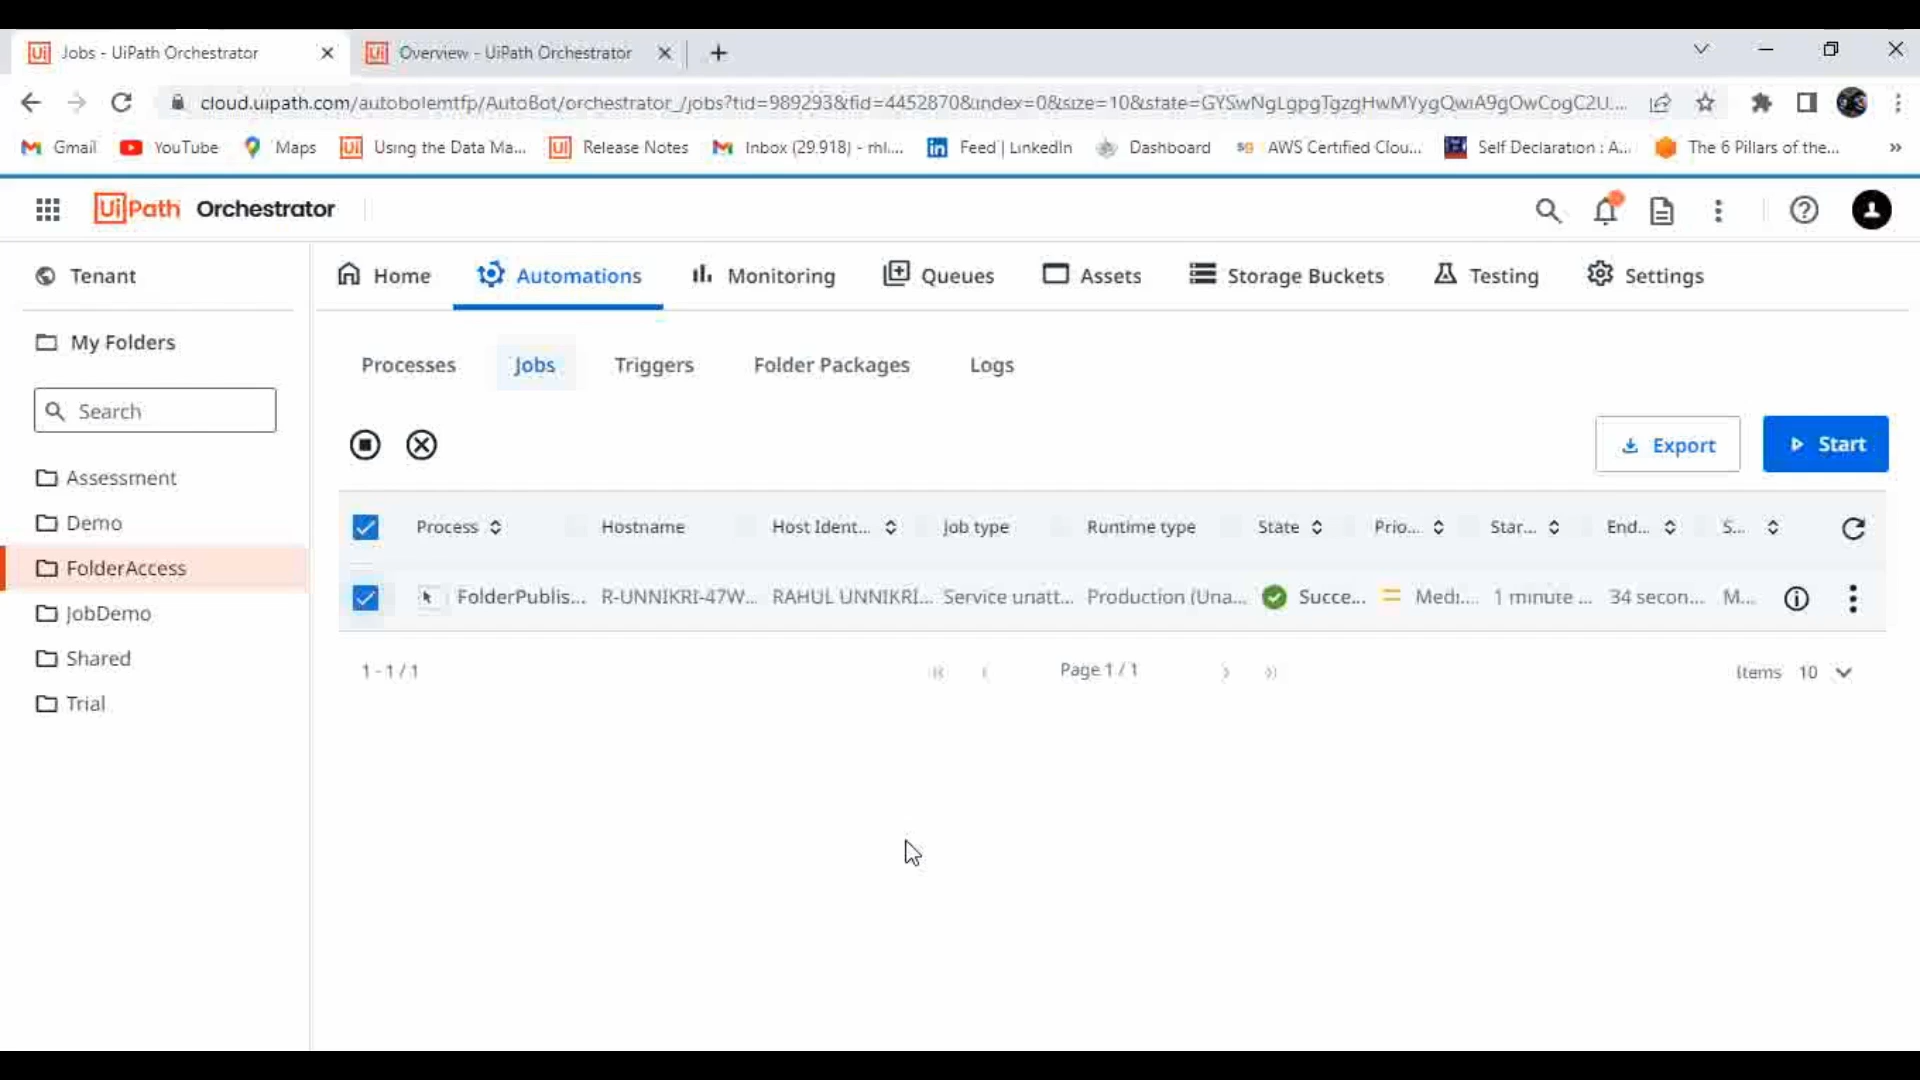 Jobs - UiPath Orchestrator
Overview - UiPath Orchestrator
cloud.uipath.com/autobolemtfp/AutoBot/orchestrator_/jobs?tid=989293&fid=4452870&index=0&size=10&state=GYSwNgLgpgTgzgHwMYygQwiA9gOwCogC2U...
Gmail
YouTube
Maps
Using the Data Ma...
Release Notes
Inbox (29,918) - rhl....
Feed | LinkedIn
Dashboard
AWS Certified Clou...
Self Declaration : A...
The 6 Pillars of the...
»
UiPath Orchestrator
Tenant
Home
Automations
Monitoring
Queues
Assets
Storage Buckets
Testing
Settings
My Folders
Search
Assessment
Demo
FolderAccess
JobDemo
Shared
Trial
Processes
Jobs
Triggers
Folder Packages
Logs
Export
Start
Process
Hostname
Host Ident...
Job type
Runtime type
State
Prio...
Star...
End...
S...
FolderPublis...
R-UNNIKRI-47W...
RAHUL UNNIKRI...
Service unatt...
Production (Una...
Succe...
Medi....
1 minute ...
34 secon...
M...
1 - 1 / 1
Page 1 / 1
Items 10